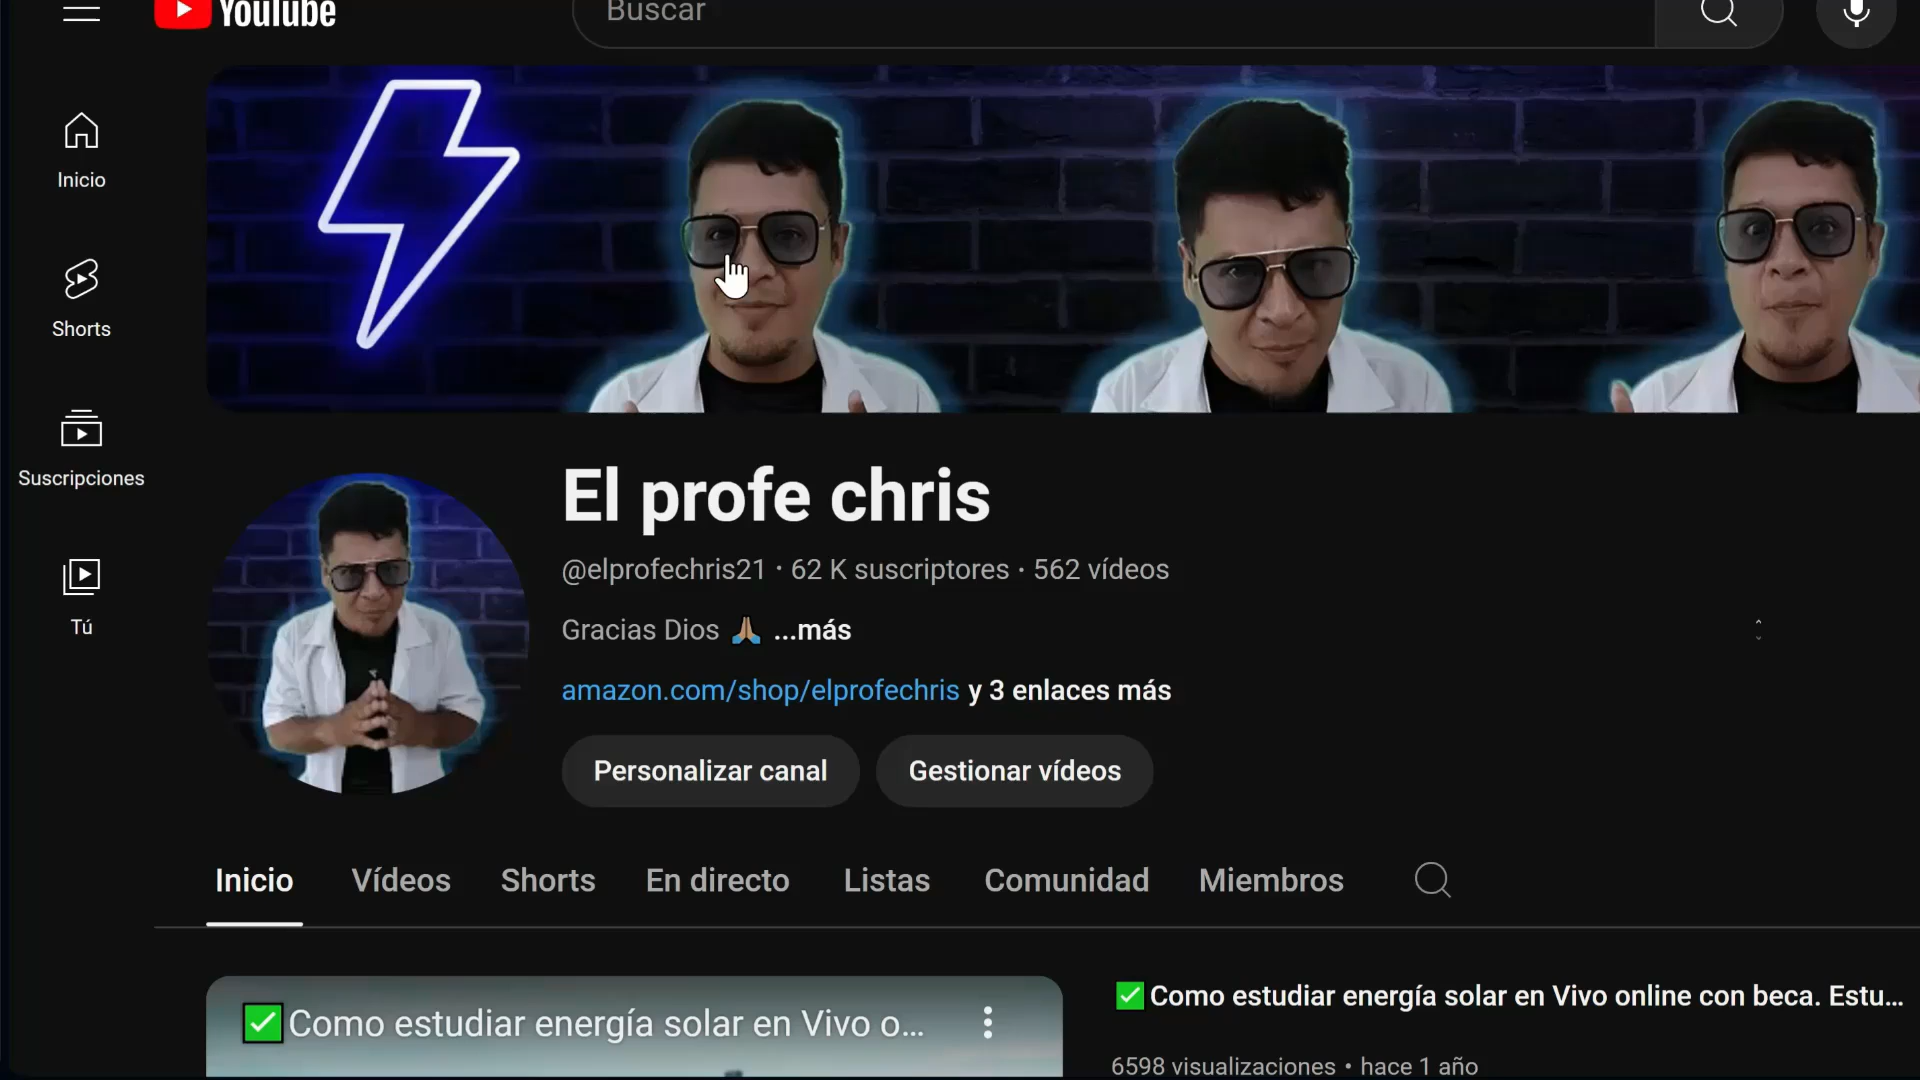 YouTube
Buscar
Inicio
Shorts
Suscripciones
Tú
El profe chris
@elprofechris21 · 62 K suscriptores · 562 vídeos
Gracias Dios 🙏🏽 ...más
amazon.com/shop/elprofechris y 3 enlaces más
Personalizar canal
Gestionar vídeos
Inicio
Vídeos
Shorts
En directo
Listas
Comunidad
Miembros
✅Como estudiar energía solar en Vivo o...
✅Como estudiar energía solar en Vivo online con beca. Estu...
6598 visualizaciones • hace 1 año